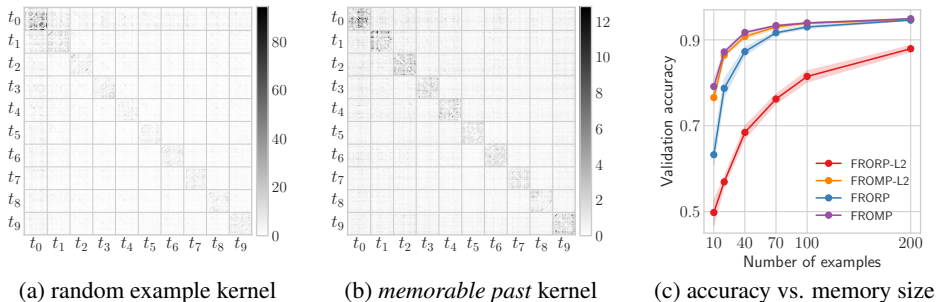 t0
t1
t2
t3
t4
t5
t6
t7
t8
t9
t0 t1 t2 t3 t4 t5 t6 t7 t8 t9
80
60
40
20
0
(a) random example kernel
t0
t1
t2
t3
t4
t5
t6
t7
t8
t9
t0 t1 t2 t3 t4 t5 t6 t7 t8 t9
12
10
8
6
4
2
0
(b) memorable past kernel
Validation accuracy
0.9
0.7
0.5
FRORP-L2
FROMP-L2
FRORP
FROMP
10 40 70 100 200
Number of examples
(c) accuracy vs. memory size